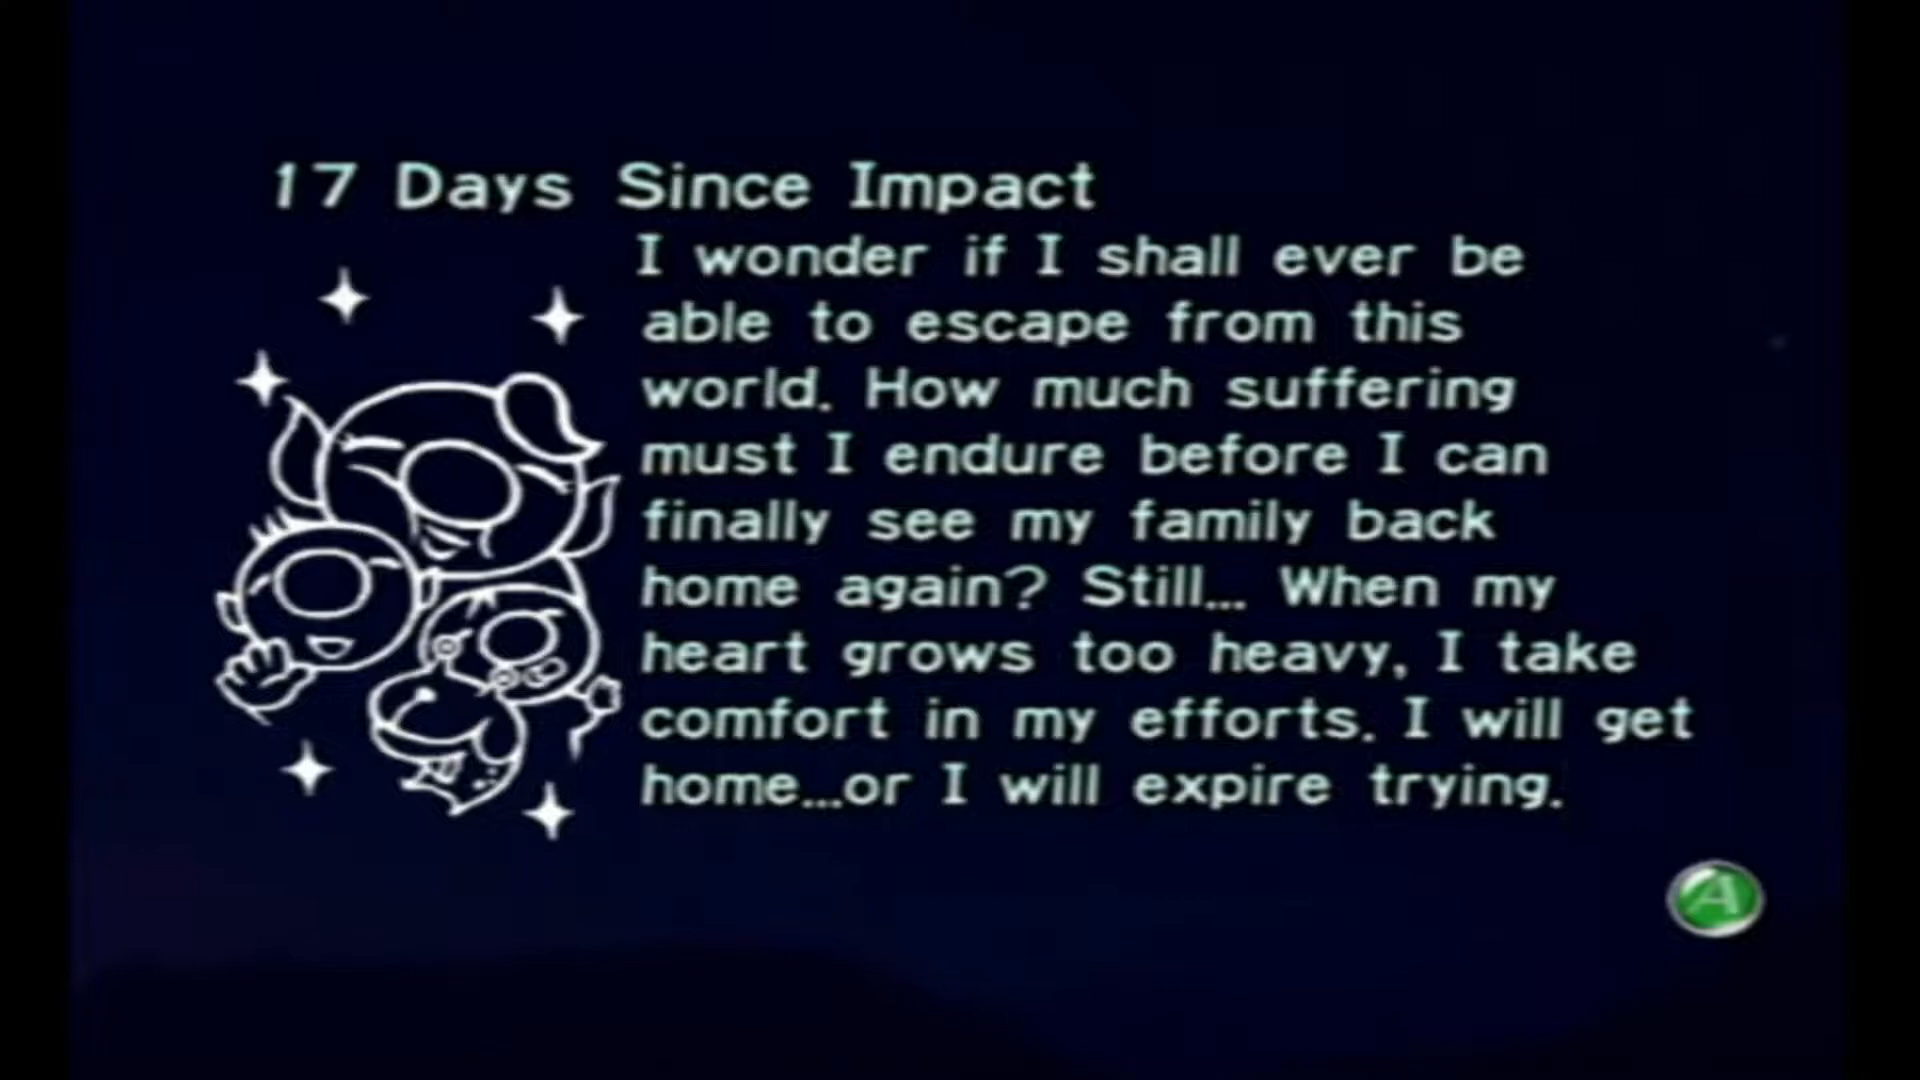 17 Days Since Impact
I wonder if I shall ever be
able to escape from this
world. How much suffering
must I endure before I can
finally see my family back
home again? Still... When my
heart grows too heavy, I take
comfort in my efforts. I will get
home...or I will expire trying.
A